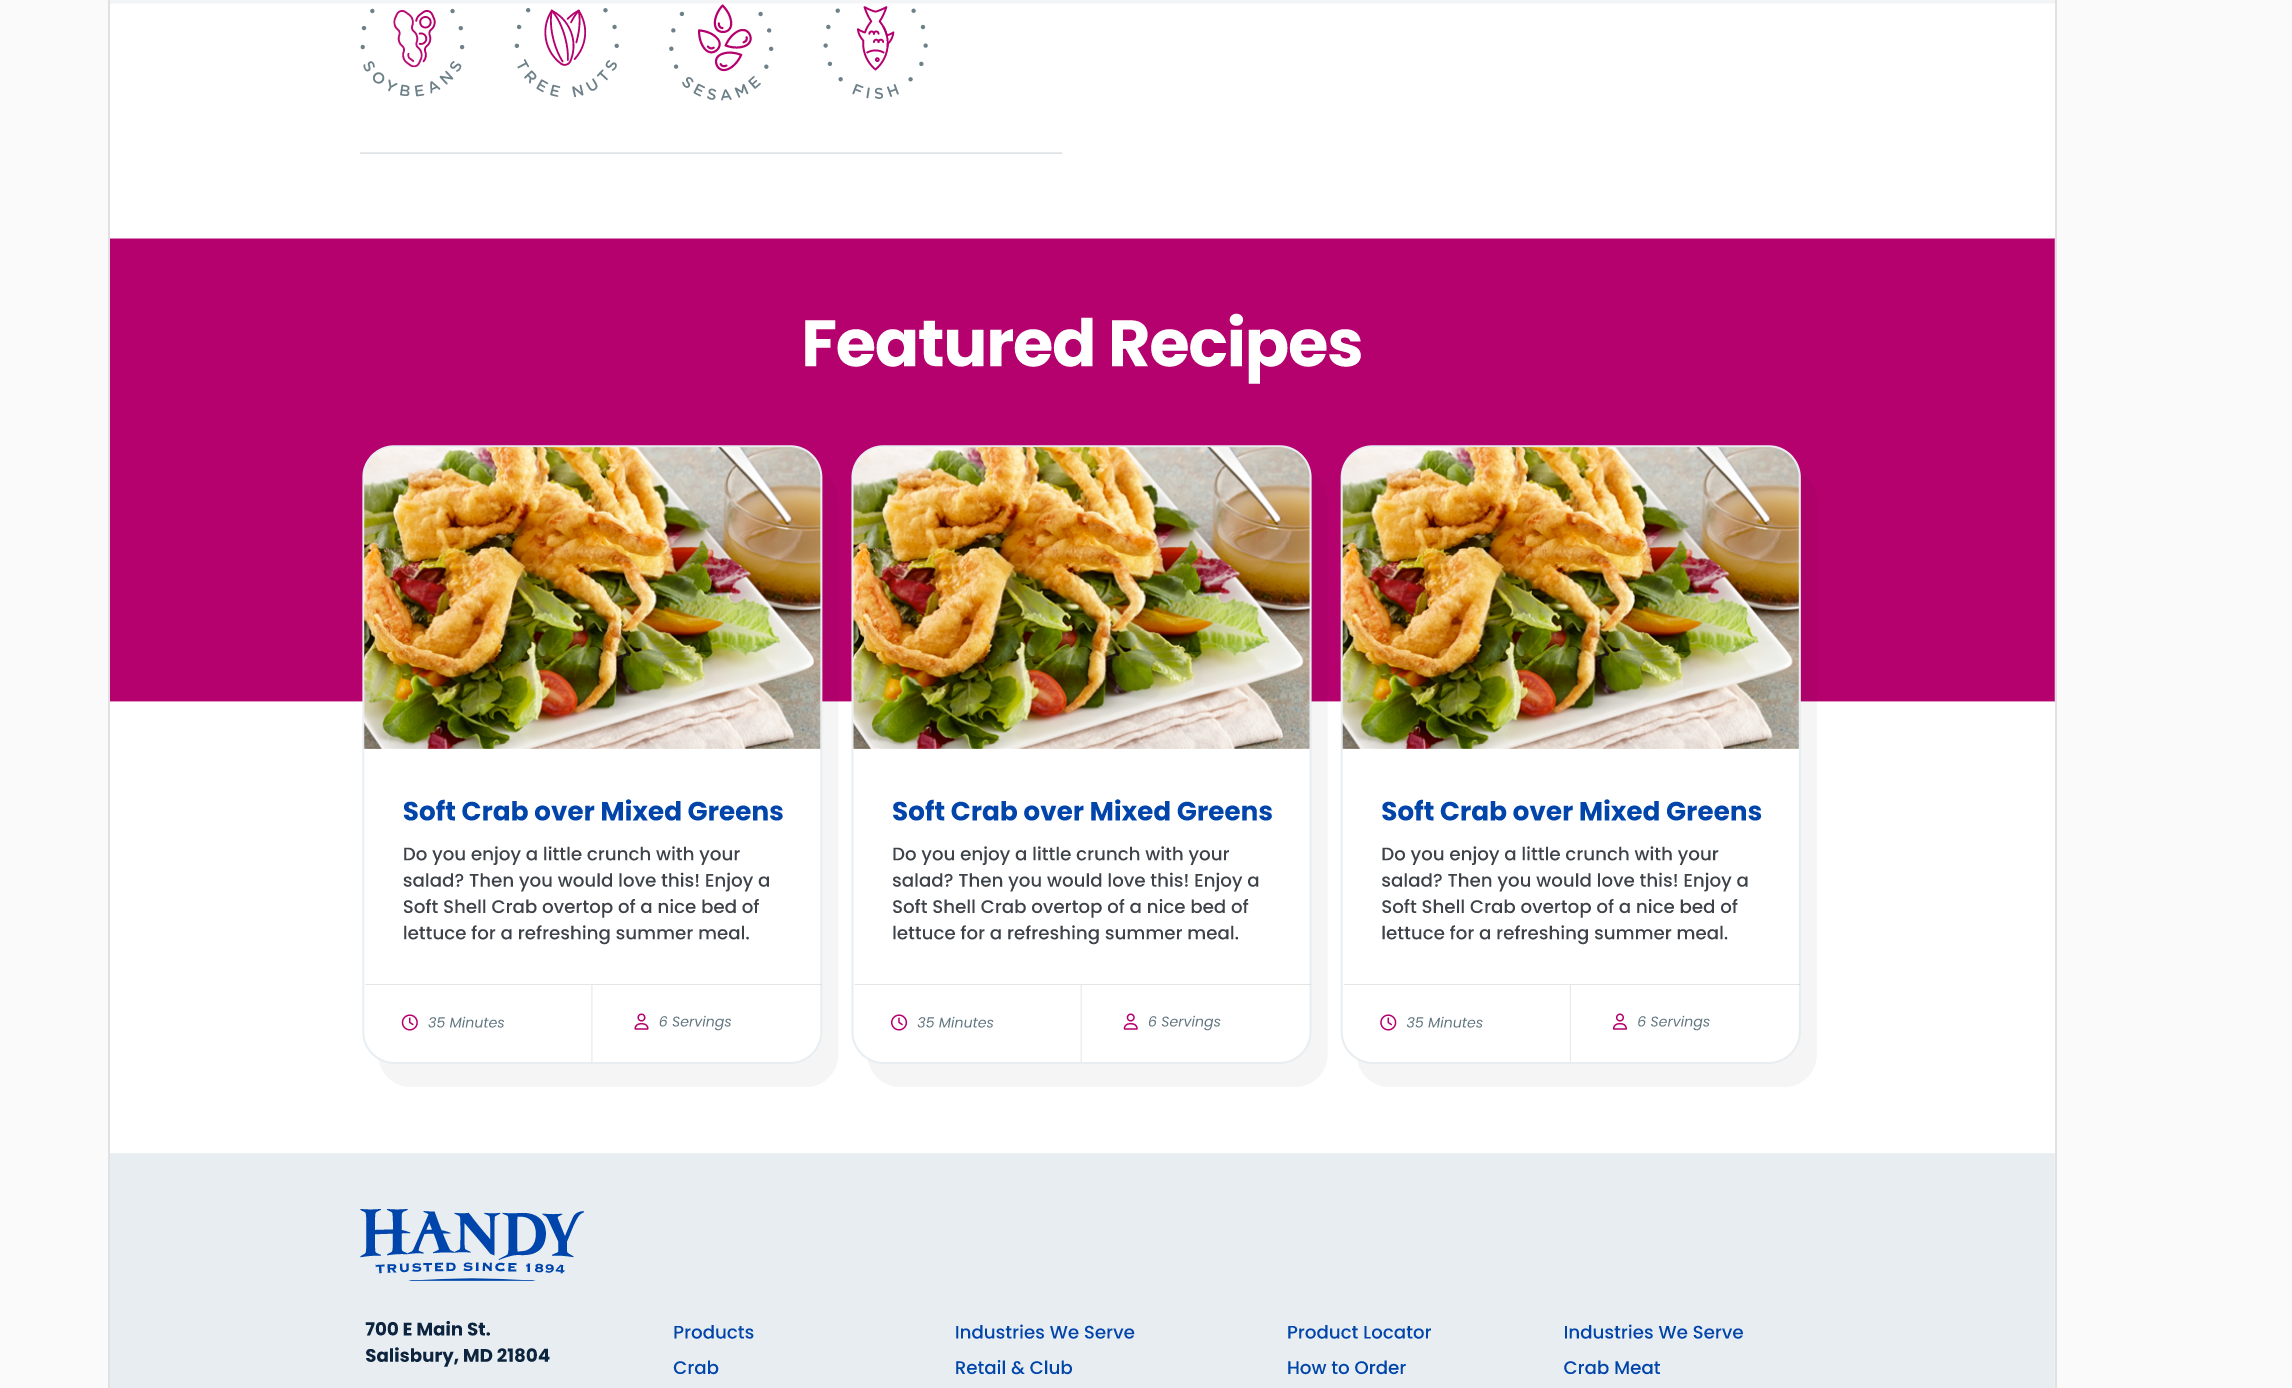 SOYBEANS
TREE NUTS
SESAME
FISH
Featured Recipes
Soft Crab over Mixed Greens
Do you enjoy a little crunch with your
salad? Then you would love this! Enjoy a
Soft Shell Crab overtop of a nice bed of
lettuce for a refreshing summer meal.
35 Minutes
6 Servings
Soft Crab over Mixed Greens
Do you enjoy a little crunch with your
salad? Then you would love this! Enjoy a
Soft Shell Crab overtop of a nice bed of
lettuce for a refreshing summer meal.
35 Minutes
6 Servings
Soft Crab over Mixed Greens
Do you enjoy a little crunch with your
salad? Then you would love this! Enjoy a
Soft Shell Crab overtop of a nice bed of
lettuce for a refreshing summer meal.
35 Minutes
6 Servings
HANDY
TRUSTED SINCE 1894
700 E Main St.
Salisbury, MD 21804
Products
Crab
Industries We Serve
Retail & Club
Product Locator
How to Order
Industries We Serve
Crab Meat